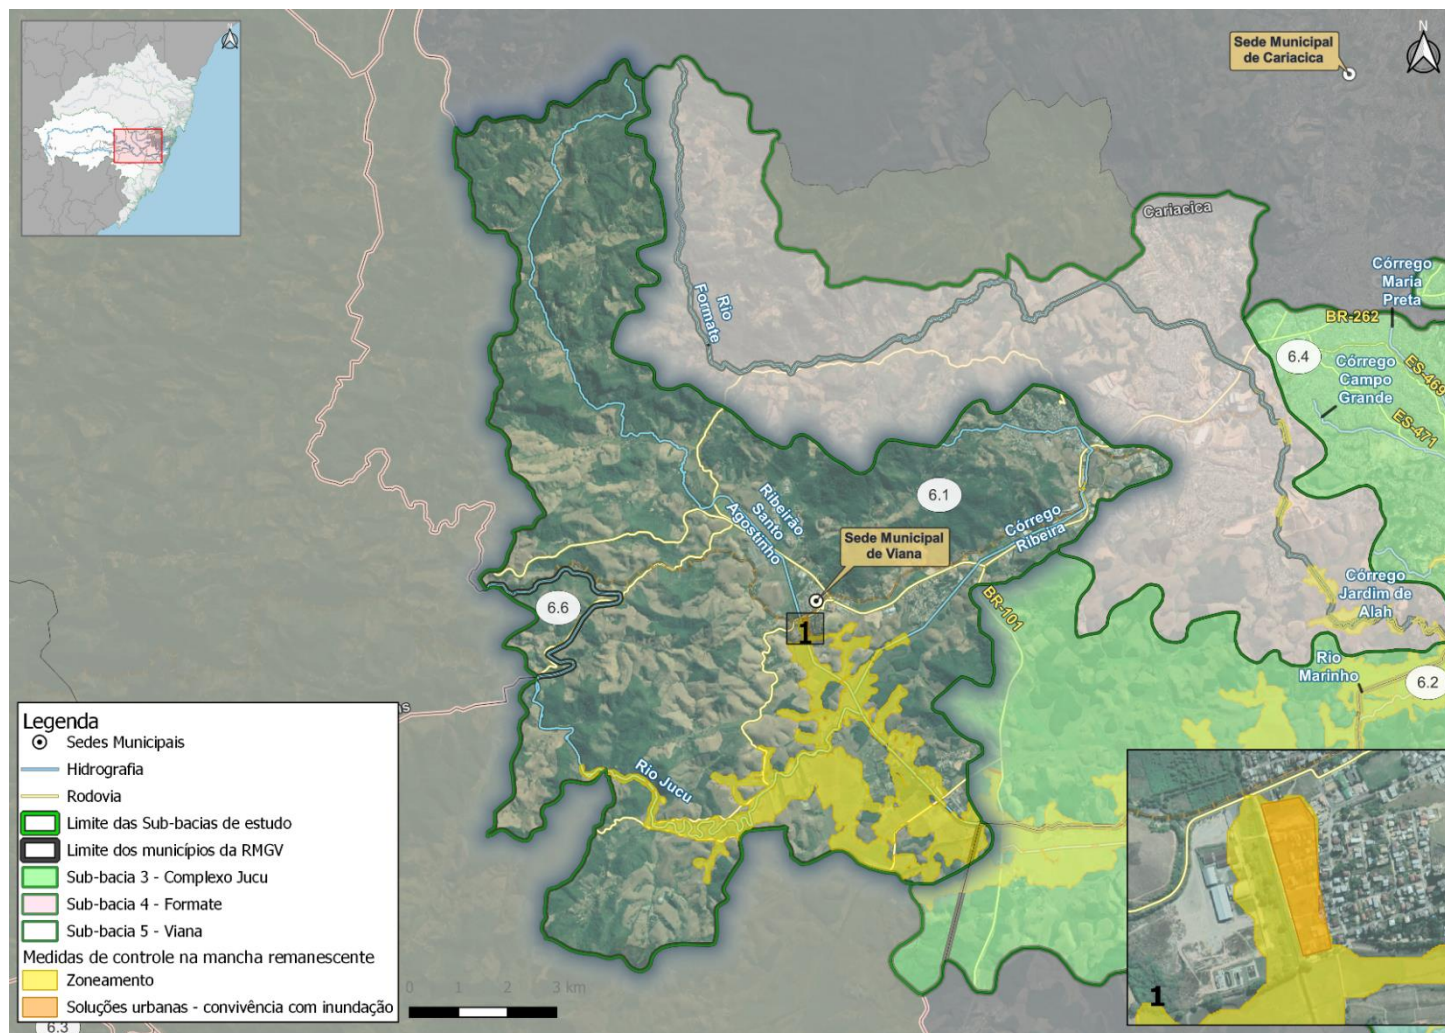 N
Sede Municipal
de Cariacica
N
Cariacica
Córrego
Maria
Preta
BR-262
6.4
Rio
Formate
Córrego
Campo
Grande
ES-469
ES-471
6.1
Ribeirão
Santo
Agostinho
Córrego
Ribeira
Sede Municipal
de Viana
6.6
BR-101
Córrego
Jardim de
Alah
1
Rio
Marinho
6.2
Rio Jucu
Legenda
Sedes Municipais
Hidrografia
Rodovia
Limite das Sub-bacias de estudo
Limite dos municípios da RMGV
Sub-bacia 3 - Complexo Jucu
Sub-bacia 4 - Formate
Sub-bacia 5 - Viana
Medidas de controle na mancha remanescente
Zoneamento
Soluções urbanas - convivência com inundação
0 1 2 3 km
1
6.3